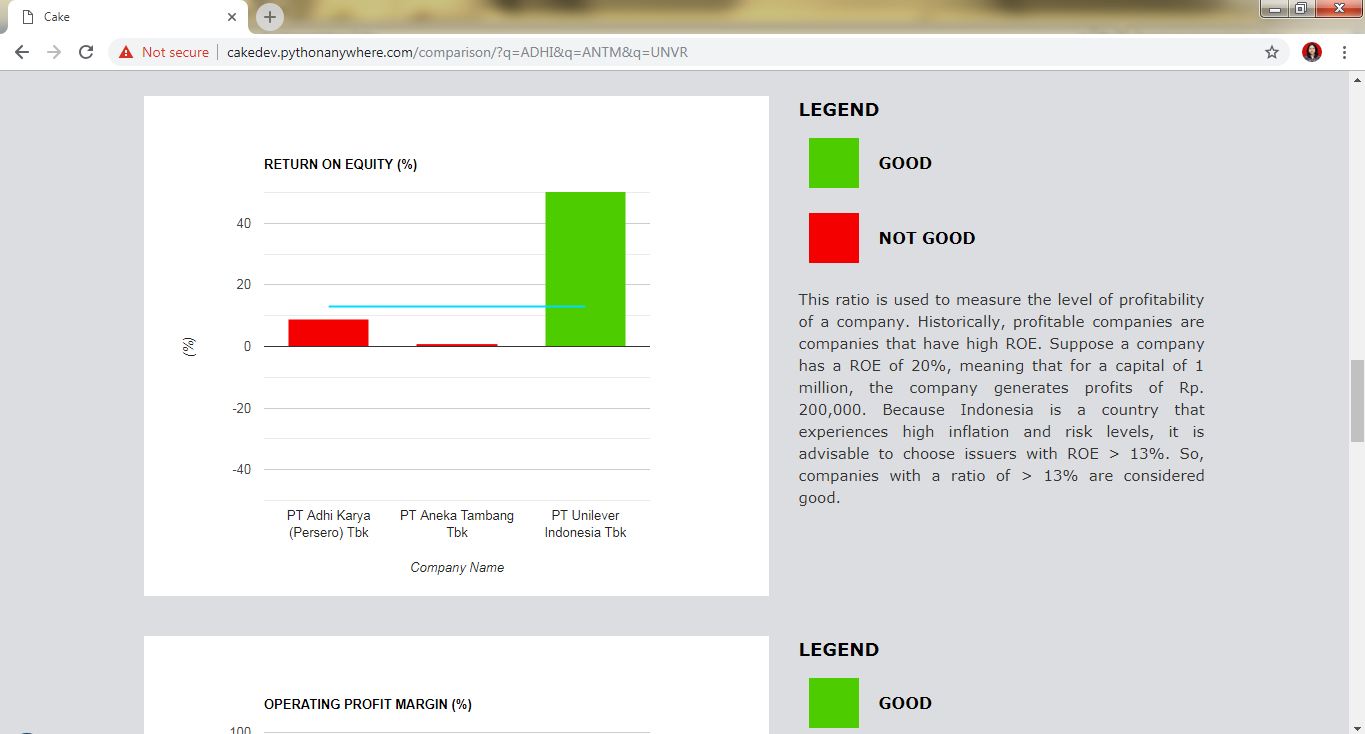 Cake
Not secure
cakedev.pythonanywhere.com/comparison/?q=ADHI&q=ANTM&q=UNVR
RETURN ON EQUITY (%)
40
20
0
-20
-40
(%)
PT Adhi Karya
(Persero) Tbk
PT Aneka Tambang
Tbk
PT Unilever
Indonesia Tbk
Company Name
LEGEND
GOOD
NOT GOOD
This ratio is used to measure the level of profitability
of a company. Historically, profitable companies are
companies that have high ROE. Suppose a company
has a ROE of 20%, meaning that for a capital of 1
million, the company generates profits of Rp.
200,000. Because Indonesia is a country that
experiences high inflation and risk levels, it is
advisable to choose issuers with ROE > 13%. So,
companies with a ratio of > 13% are considered
good.
OPERATING PROFIT MARGIN (%)
100
LEGEND
GOOD